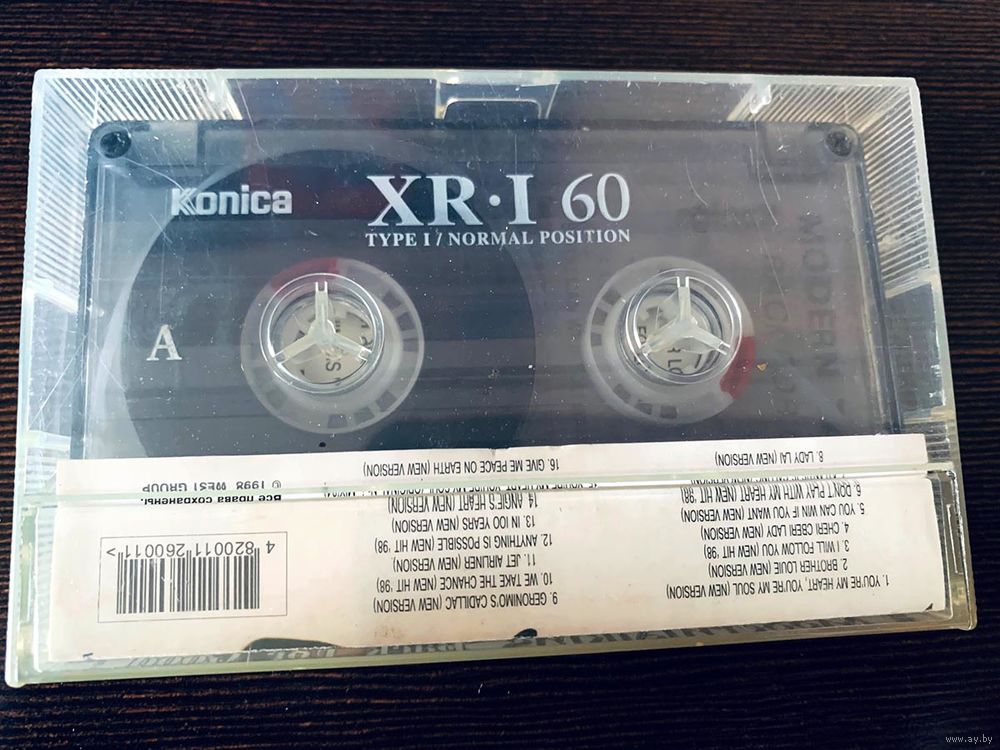 Konica
XR·I 60
TYPE I / NORMAL POSITION
A
MODERN
1. YOU'RE MY HEART, YOU'RE MY SOUL (NEW VERSION)
2. BROTHER LOUIE (NEW VERSION)
3. I WILL FOLLOW YOU (NEW HIT '98)
4. CHERI CBERI LADY (NEW VERSION)
5. YOU CAN WIN IF YOU WANT (NEW VERSION)
6. DON'T PLAY WITH MY HEART (NEW HIT '98)
8. LADY LAI (NEW VERSION)
9. GERONIMO'S CADILLAC (NEW VERSION)
10. WE TAKE THE CHANCE (NEW HIT '98)
11. JET AIRLINER (NEW VERSION)
12. ANYTHING IS POSSIBLE (NEW HIT '98)
13. IN 100 YEARS (NEW VERSION)
14. ANGIE'S HEART (NEW VERSION)
16. GIVE ME PEACE ON EARTH (NEW VERSION)
4 820011 260011 >
Все права сохранены.
© 1998 WEST GROUP
www.ay.by